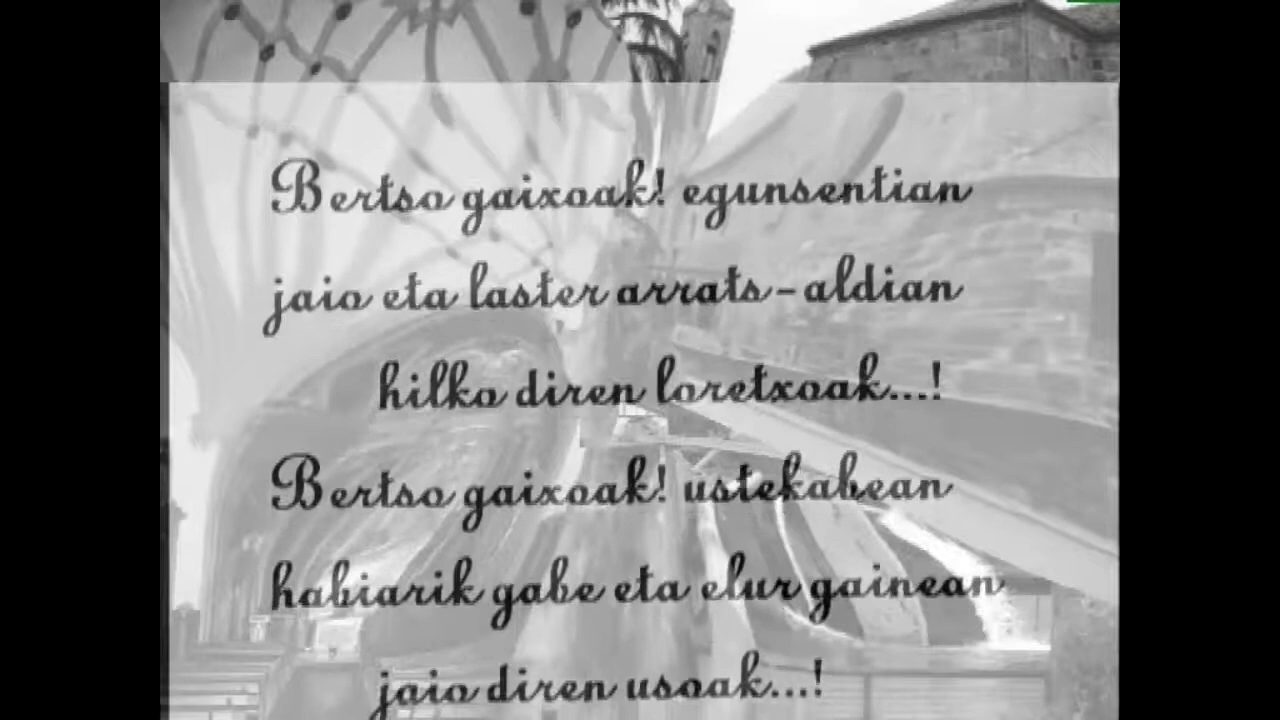 Bertso gaixoak! egunsentian
jaio eta laster arrats-aldian
hilko diren loretxoak...!
Bertso gaixoak! ustekabean
habiarik gabe eta elur gainean
jaio diren usoak...!